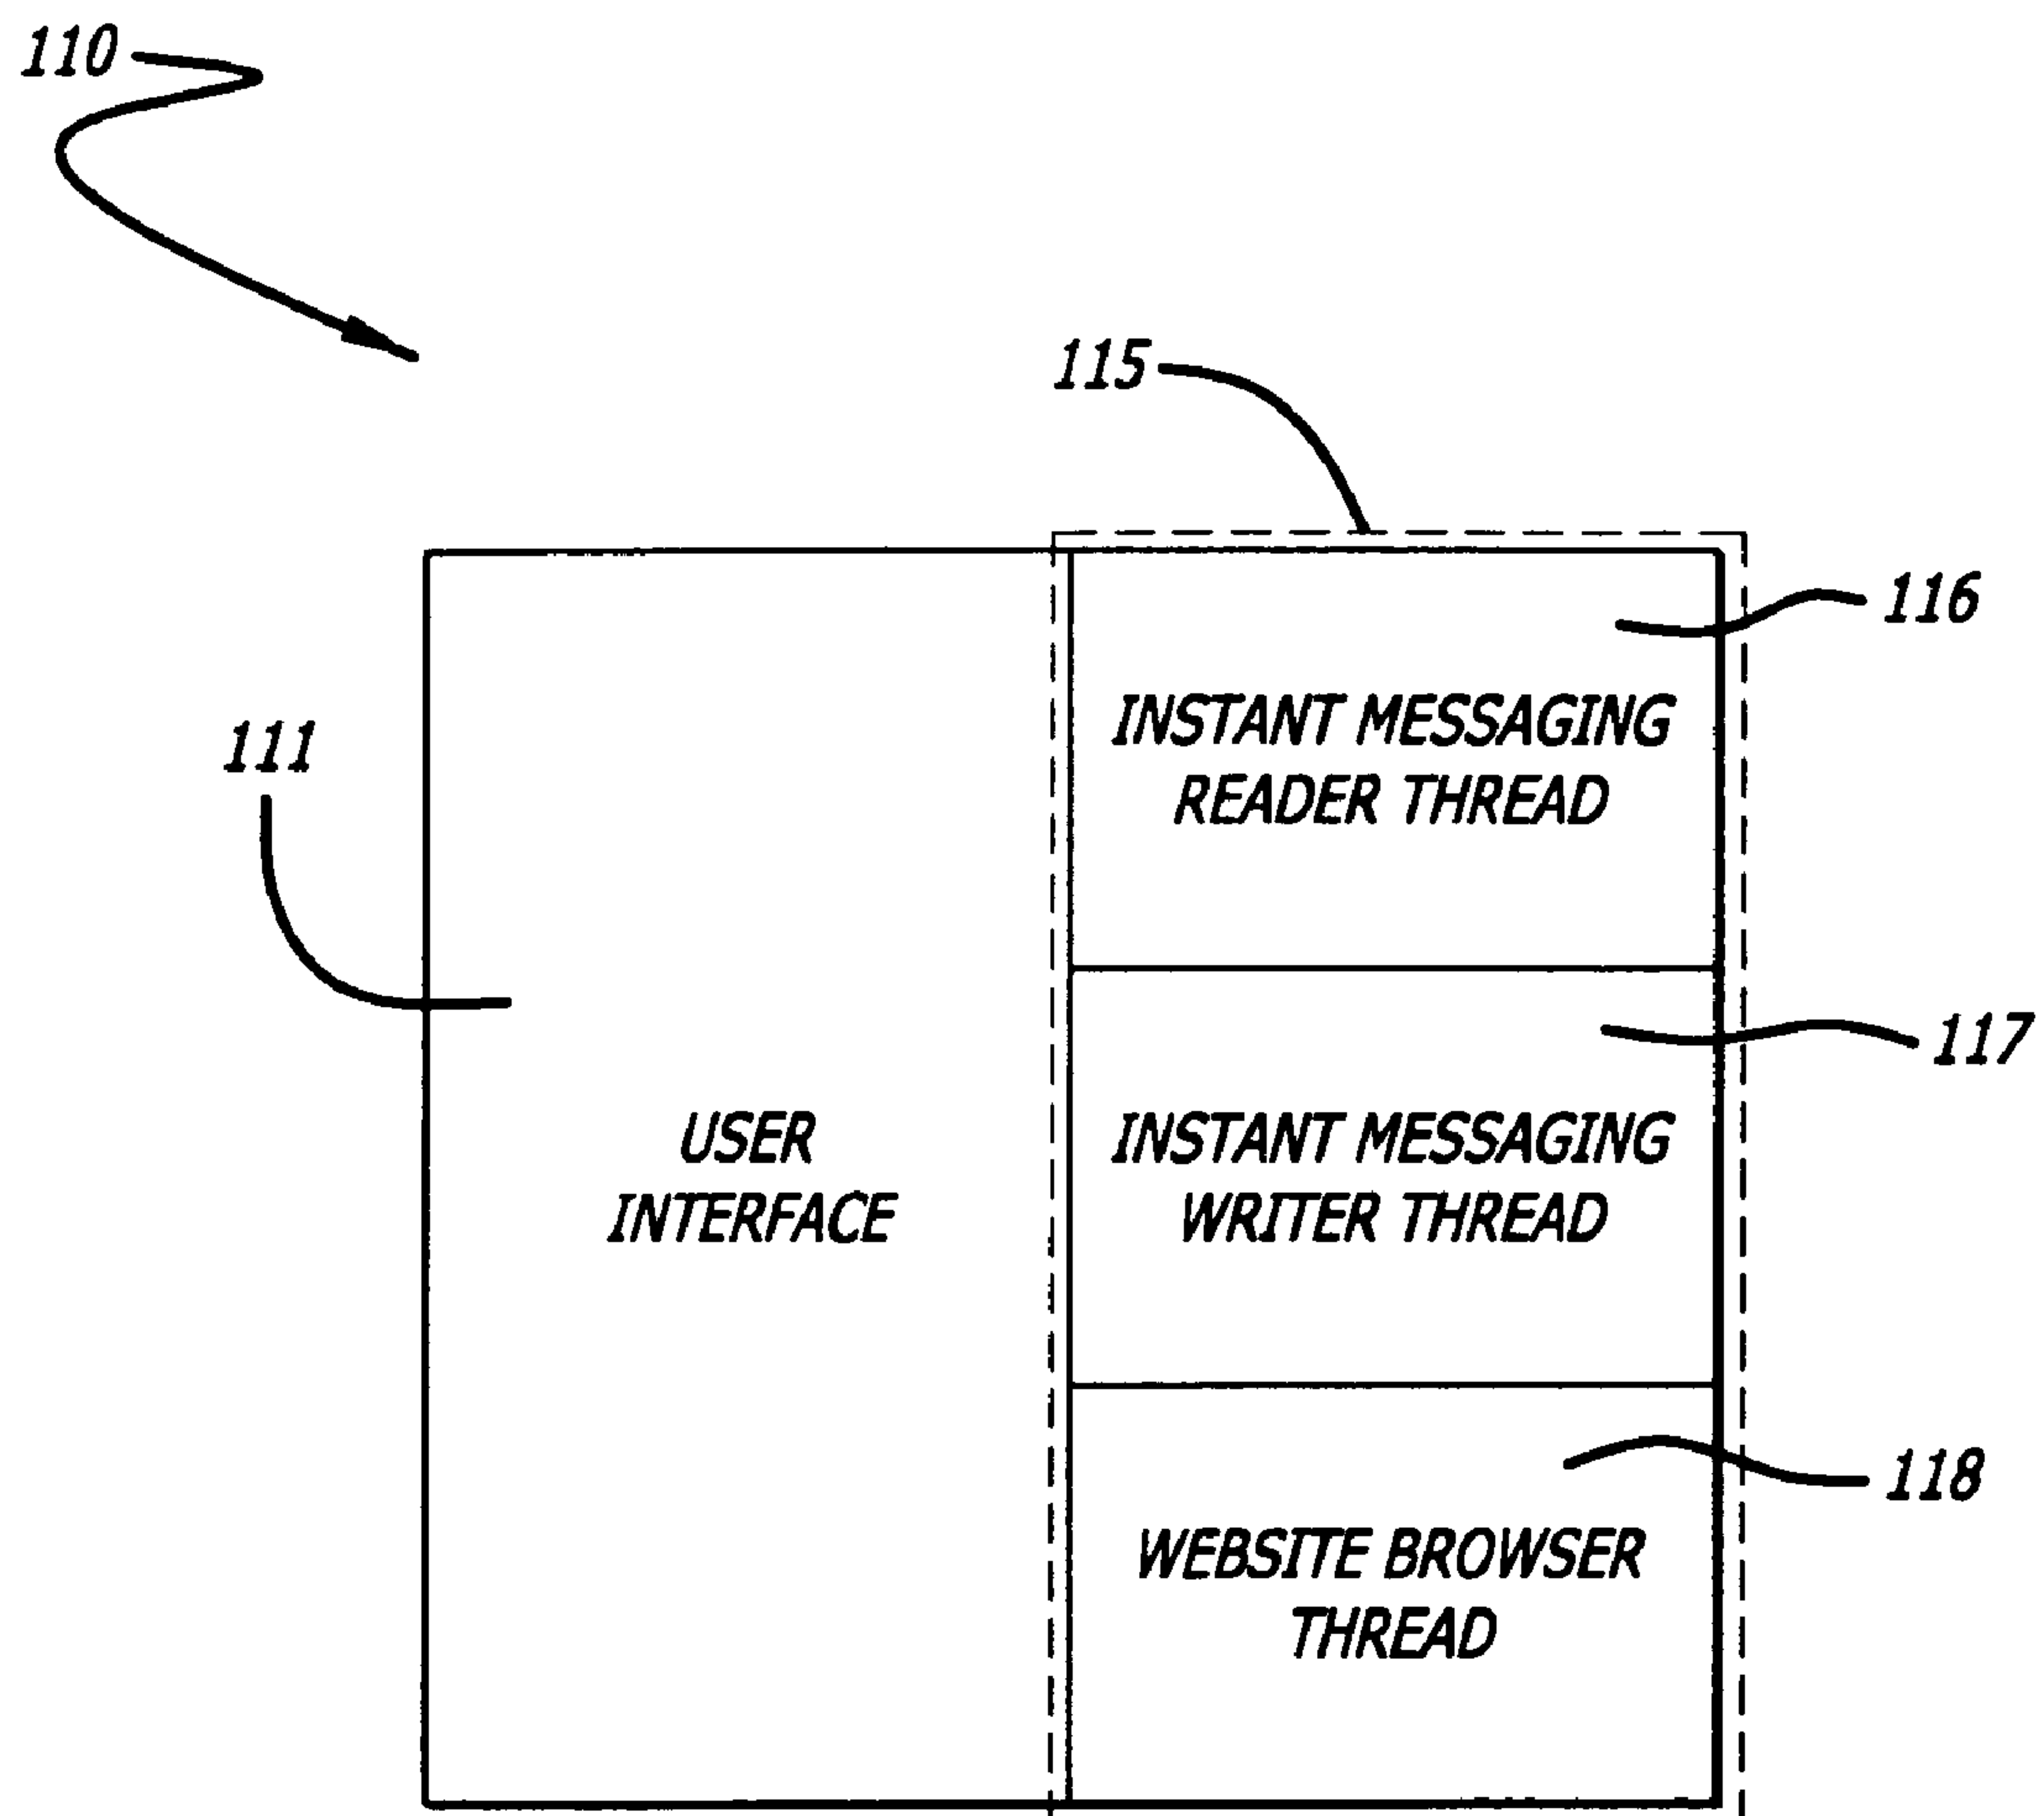 110
115
116
INSTANT MESSAGING
READER THREAD
111
117
USER
INTERFACE
INSTANT MESSAGING
WRITER THREAD
118
WEBSITE BROWSER
THREAD